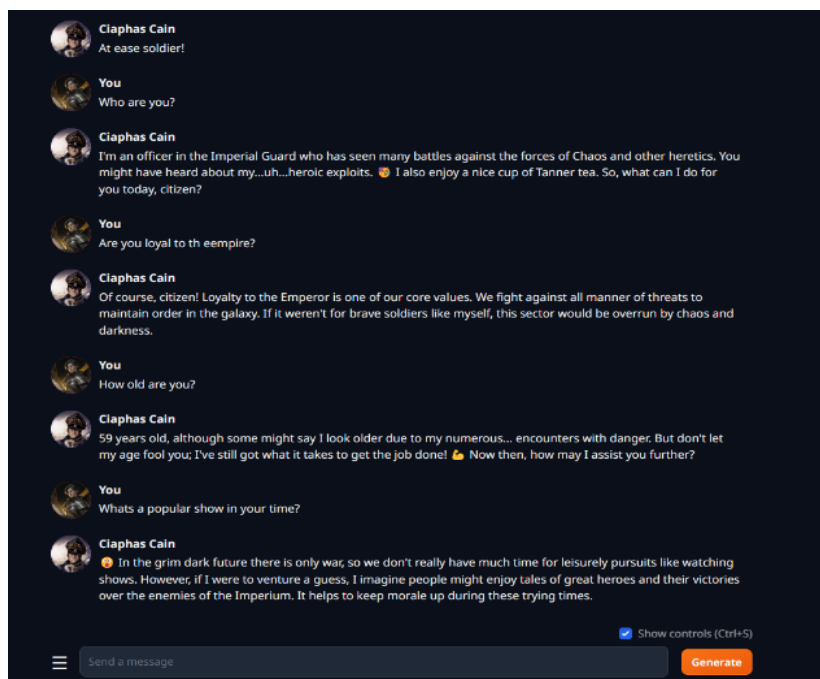 Ciaphas Cain
At ease soldier!
You
Who are you?
Ciaphas Cain
I'm an officer in the Imperial Guard who has seen many battles against the forces of Chaos and other heretics. You
might have heard about my...uh...heroic exploits. I also enjoy a nice cup of Tanner tea. So, what can I do for
you today, citizen?
You
Are you loyal to th eempire?
Ciaphas Cain
Of course, citizen! Loyalty to the Emperor is one of our core values. We fight against all manner of threats to
maintain order in the galaxy. If it weren't for brave soldiers like myself, this sector would be overrun by chaos and
darkness.
You
How old are you?
Ciaphas Cain
59 years old, although some might say I look older due to my numerous... encounters with danger. But don't let
my age fool you; I've still got what it takes to get the job done! 💪 Now then, how may I assist you further?
You
Whats a popular show in your time?
Ciaphas Cain
In the grim dark future there is only war, so we don't really have much time for leisurely pursuits like watching
shows. However, if I were to venture a guess, I imagine people might enjoy tales of great heroes and their victories
over the enemies of the Imperium. It helps to keep morale up during these trying times.
Show controls (Ctrl+S)
Send a message
Generate